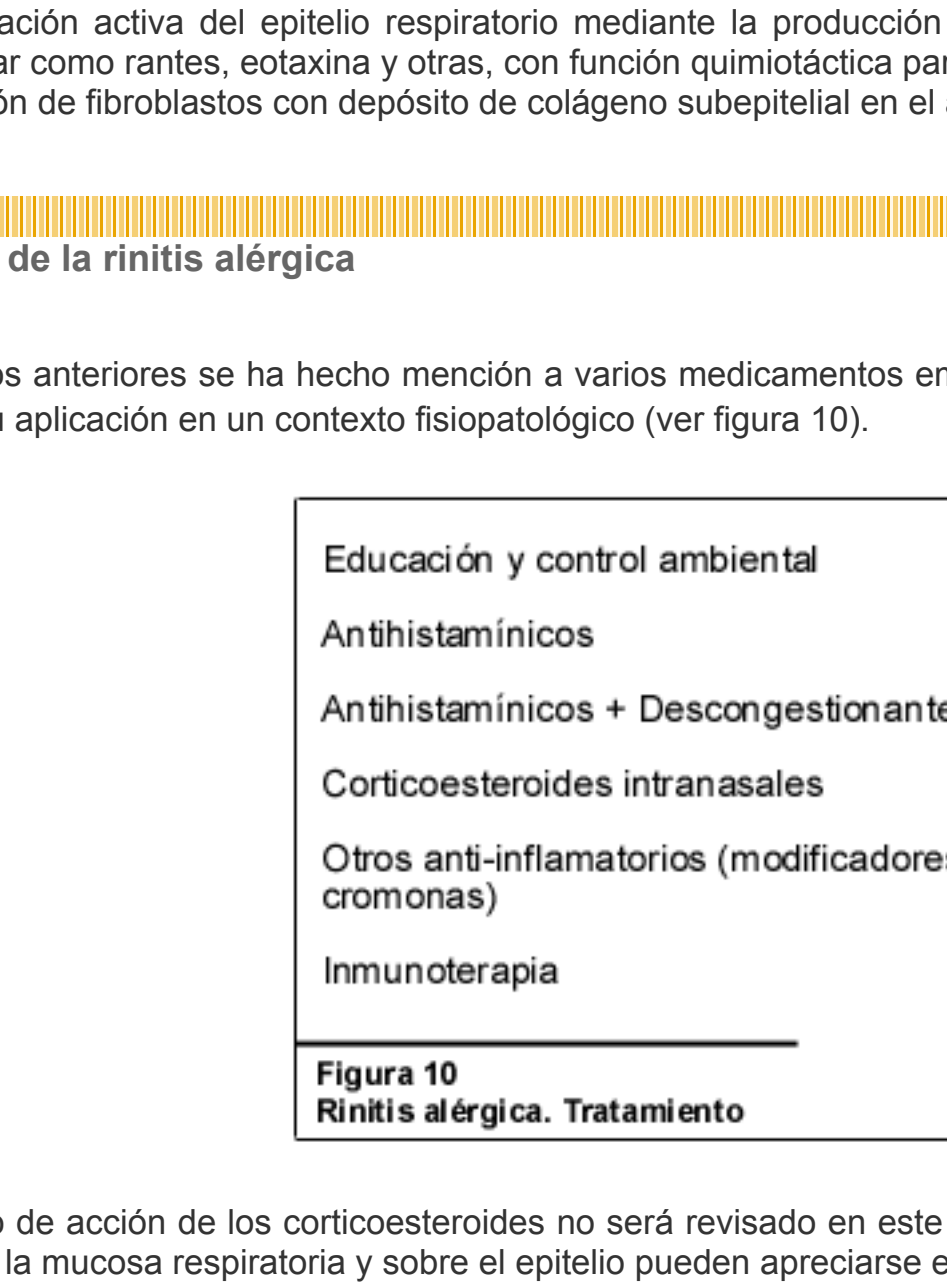 ación activa del epitelio respiratorio mediante la producción
ar como rantes, eotaxina y otras, con función quimiotáctica par
ón de fibroblastos con depósito de colágeno subepitelial en el
de la rinitis alérgica
os anteriores se ha hecho mención a varios medicamentos en
aplicación en un contexto fisiopatológico (ver figura 10).
Educación y control ambiental
Antihistamínicos
Antihistamínicos + Descongestionante
Corticoesteroides intranasales
Otros anti-inflamatorios (modificadores
cromonas)
Inmunoterapia
Figura 10
Rinitis alérgica. Tratamiento
o de acción de los corticoesteroides no será revisado en este
la mucosa respiratoria y sobre el epitelio pueden apreciarse e